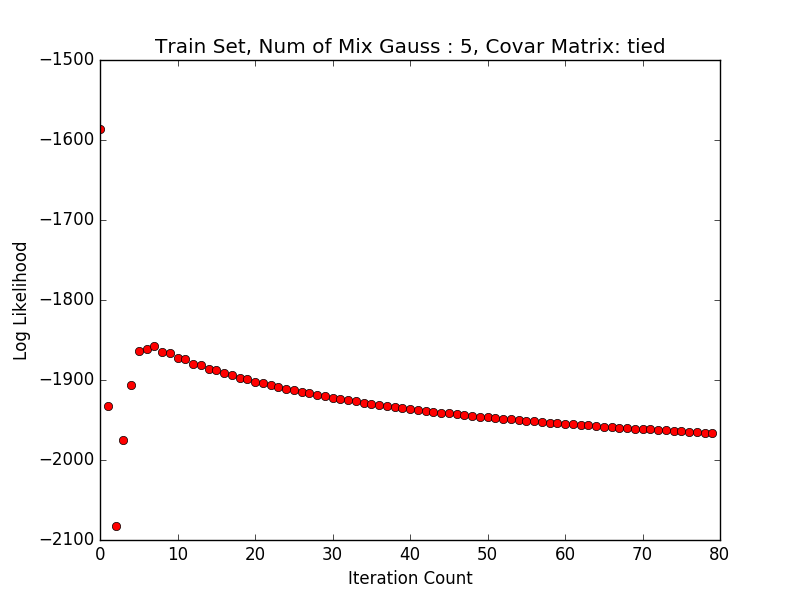 Train Set, Num of Mix Gauss : 5, Covar Matrix: tied
Log Likelihood
−1500
−1600
−1700
−1800
−1900
−2000
−2100
0 10 20 30 40 50 60 70 80
Iteration Count